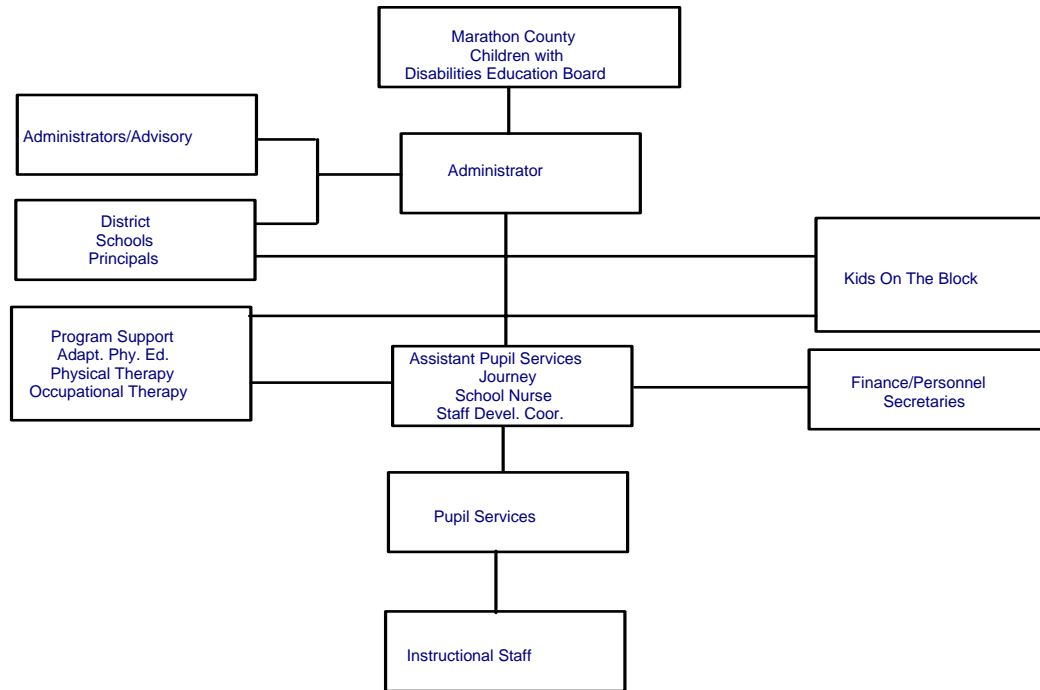 Marathon County
Children with
Disabilities Education Board
Administrators/Advisory
Administrator
District
Schools
Principals
Kids On The Block
Program Support
Adapt. Phy. Ed.
Physical Therapy
Occupational Therapy
Assistant Pupil Services
Journey
School Nurse
Staff Devel. Coor.
Finance/Personnel
Secretaries
Pupil Services
Instructional Staff